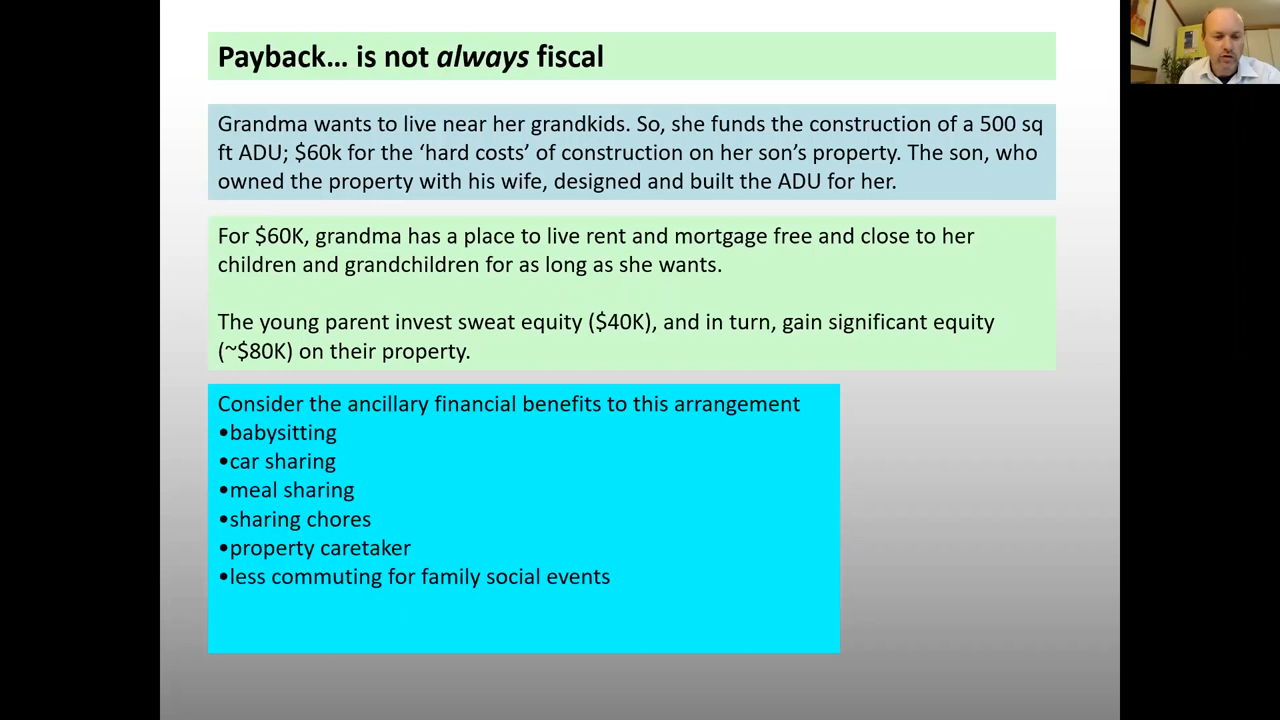 Payback... is not always fiscal
Grandma wants to live near her grandkids. So, she funds the construction of a 500 sq
ft ADU; $60k for the ‘hard costs’ of construction on her son’s property. The son, who
owned the property with his wife, designed and built the ADU for her.
For $60K, grandma has a place to live rent and mortgage free and close to her
children and grandchildren for as long as she wants.
The young parent invest sweat equity ($40K), and in turn, gain significant equity
(~$80K) on their property.
Consider the ancillary financial benefits to this arrangement
•babysitting
•car sharing
•meal sharing
•sharing chores
•property caretaker
•less commuting for family social events